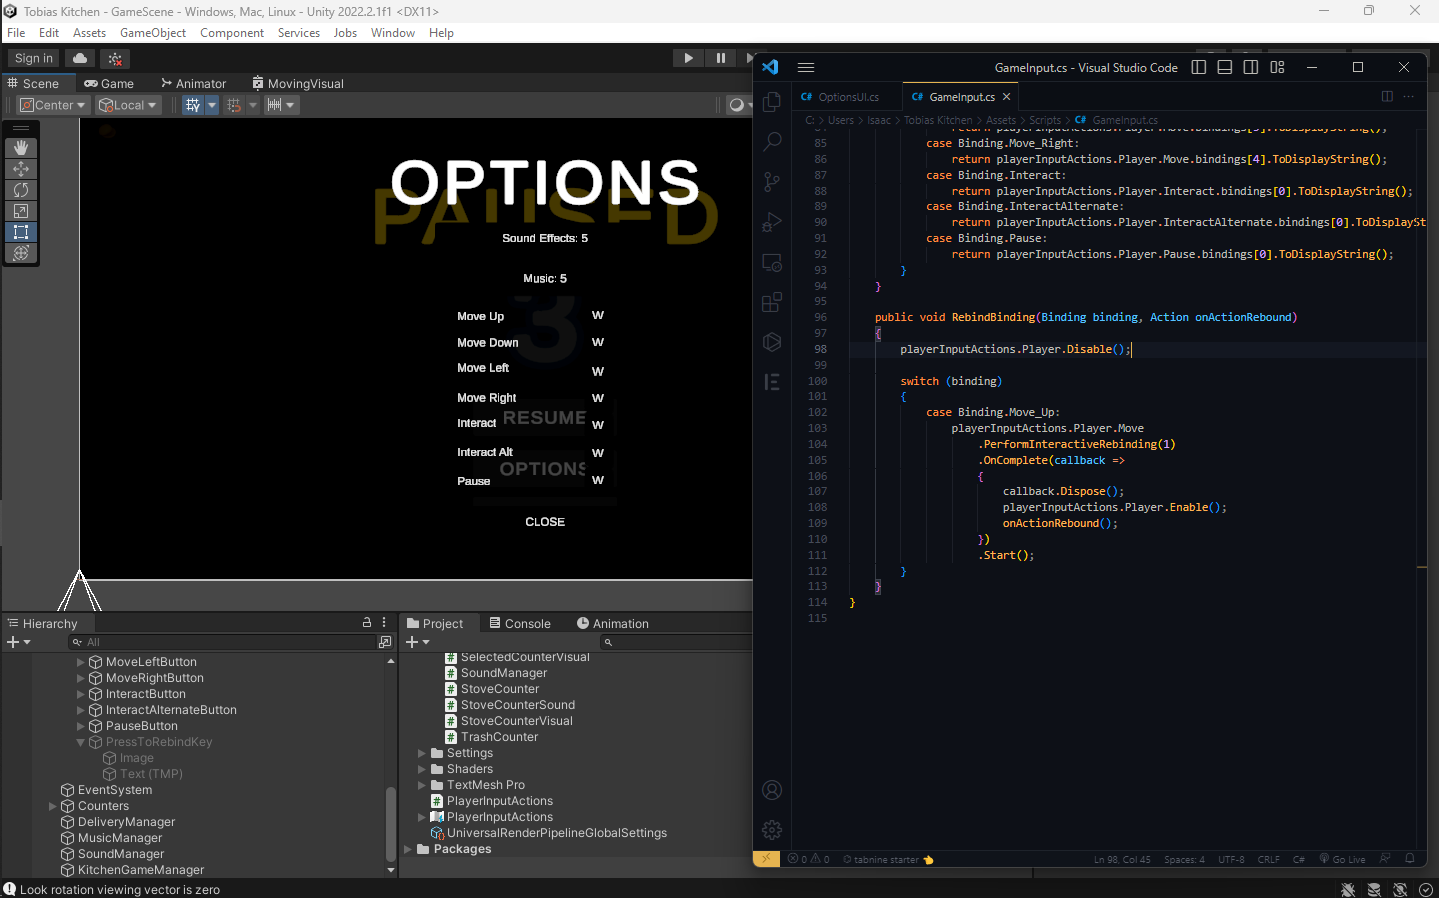 Tobias Kitchen - GameScene - Windows, Mac, Linux - Unity 2022.2.1f1 <DX11>
File Edit Assets GameObject Component Services Jobs Window Help
Sign in
Scene Game Animator MovingVisual
Center Local
OPTIONS
PAUSED
Sound Effects: 5
Music: 5
3
Move Up W
Move Down W
Move Left W
Move Right W
RESUME
Interact W
Interact Alt W
OPTIONS
Pause W
CLOSE
Hierarchy
All
MoveLeftButton
MoveRightButton
InteractButton
InteractAlternateButton
PauseButton
PressToRebindKey
Image
Text (TMP)
EventSystem
Counters
DeliveryManager
MusicManager
SoundManager
KitchenGameManager
Project Console Animation
SelectedCounterVisual
SoundManager
StoveCounter
StoveCounterSound
StoveCounterVisual
TrashCounter
Settings
Shaders
TextMesh Pro
PlayerInputActions
PlayerInputActions
UniversalRenderPipelineGlobalSettings
Packages
Look rotation viewing vector is zero
GameInput.cs - Visual Studio Code
C# OptionsUI.cs C# GameInput.cs
C: > Users > Isaac > Tobias Kitchen > Assets > Scripts > C# GameInput.cs
85 case Binding.Move_Right:
86 return playerInputActions.Player.Move.bindings[4].ToDisplayString();
87 case Binding.Interact:
88 return playerInputActions.Player.Interact.bindings[0].ToDisplayString();
89 case Binding.InteractAlternate:
90 return playerInputActions.Player.InteractAlternate.bindings[0].ToDisplaySt
91 case Binding.Pause:
92 return playerInputActions.Player.Pause.bindings[0].ToDisplayString();
93 }
94 }
95
96 public void RebindBinding(Binding binding, Action onActionRebound)
97 {
98 playerInputActions.Player.Disable();
99
100 switch (binding)
101 {
102 case Binding.Move_Up:
103 playerInputActions.Player.Move
104 .PerformInteractiveRebinding(1)
105 .OnComplete(callback =>
106 {
107 callback.Dispose();
108 playerInputActions.Player.Enable();
109 onActionRebound();
110 })
111 .Start();
112 }
113 }
114 }
115
0 0 tabnine starter Ln 98, Col 45 Spaces: 4 UTF-8 CRLF C# Go Live